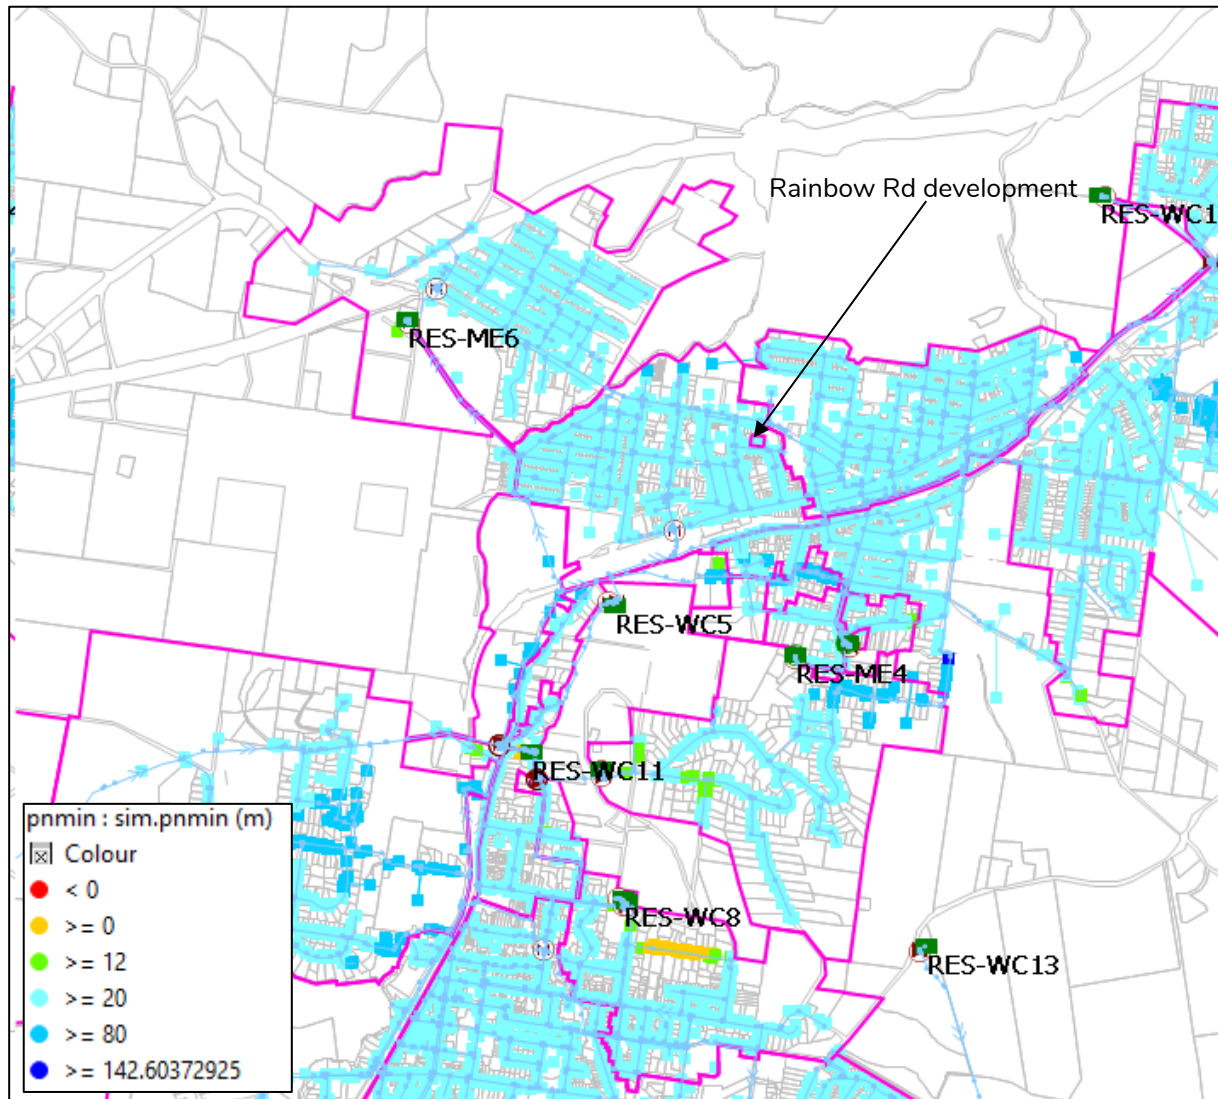 Rainbow Rd development
RES-WC1
RES-ME6
RES-WC5
RES-ME4
RES-WC11
pnmin : sim.pnmin (m)
Colour
< 0
>= 0
RES-WC8
>= 12
RES-WC13
>= 20
>= 80
>= 142.60372925